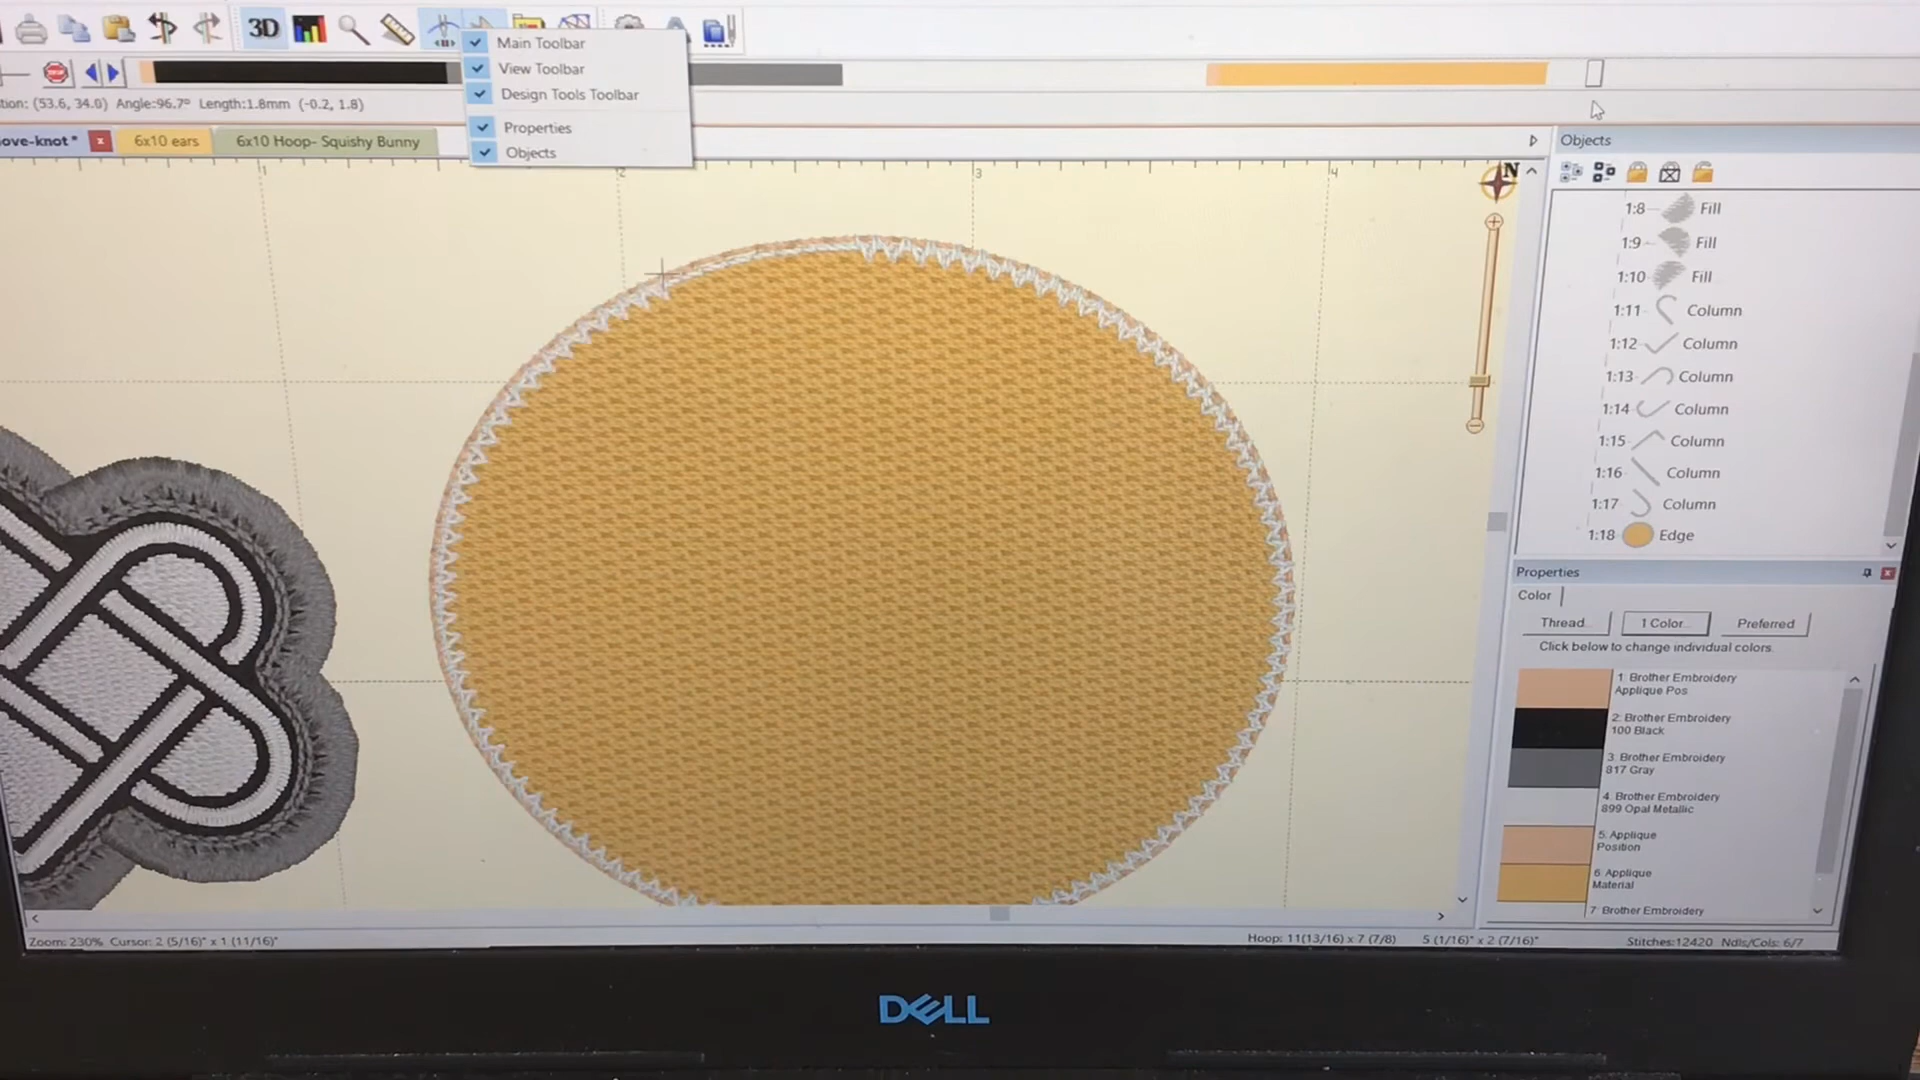 3D
Main Toolbar
View Toolbar
Design Tools Toolbar
Properties
Objects
STOP
tion: (53.6, 34.0) Angle:96.7° Length:1.8mm (-0.2, 1.8)
ove-knot*
6x10 ears
6x10 Hoop- Squishy Bunny
1
2
3
4
N
Objects
1:8 Fill
1:9 Fill
1:10 Fill
1:11 Column
1:12 Column
1:13 Column
1:14 Column
1:15 Column
1:16 Column
1:17 Column
1:18 Edge
Properties
Color
Thread...
1 Color...
Preferred
Click below to change individual colors.
1 Brother Embroidery
Applique Pos
2: Brother Embroidery
100 Black
3. Brother Embroidery
817 Gray
4. Brother Embroidery
899 Opal Metallic
5. Applique
Position
6 Applique
Material
7 Brother Embroidery
Zoom: 230% Cursor: 2 (5/16)" x 1 (11/16)"
Hoop: 11(13/16) x 7 (7/8)
5 (1/16)" x 2 (7/16)"
Stitches:12420 Ndls/Cols: 6/7
DELL